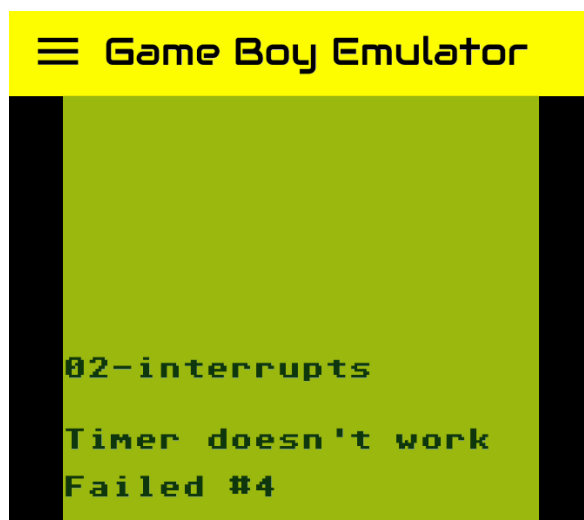 Game Boy Emulator
02-interrupts
Timer doesn't work
Failed #4